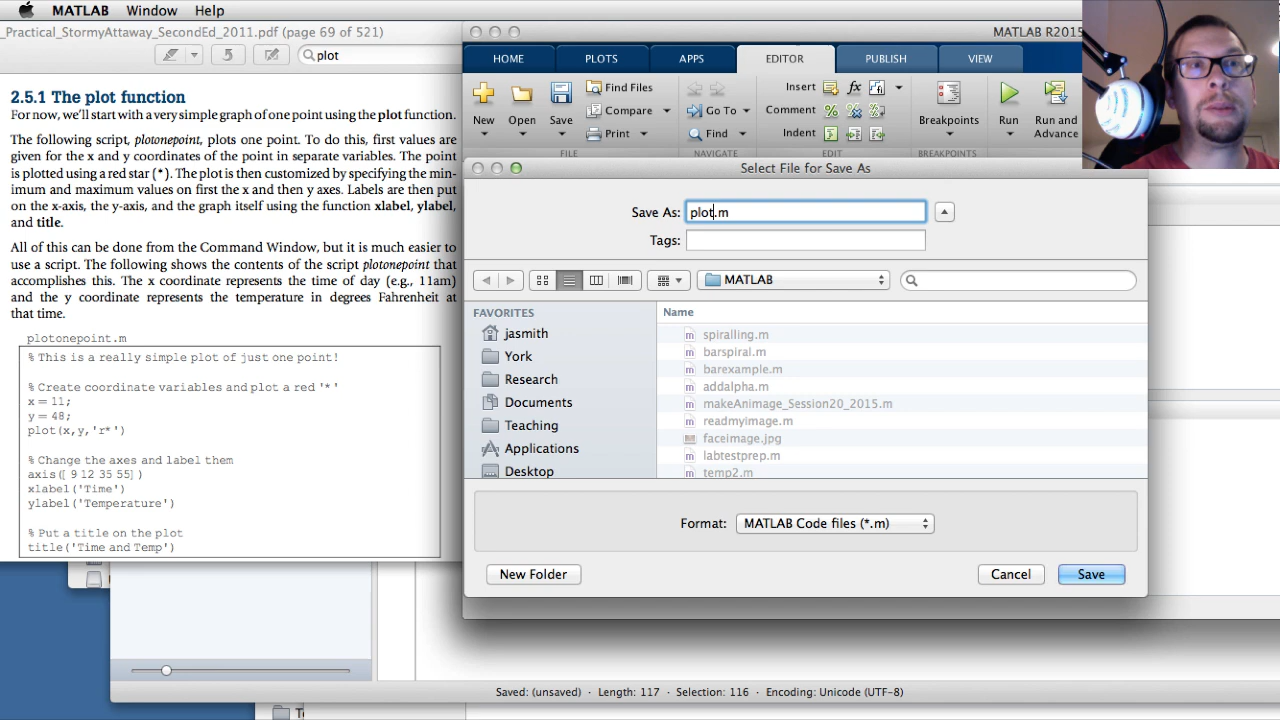 MATLAB Window Help
_Practical_StormyAttaway_SecondEd_2011.pdf (page 69 of 521)
5
plot
2.5.1 The plot function
For now, we'll start with a very simple graph of one point using the plot function.
The following script, plotonepoint, plots one point. To do this, first values are
given for the x and y coordinates of the point in separate variables. The point
is plotted using a red star (*). The plot is then customized by specifying the min-
imum and maximum values on first the x and then y axes. Labels are then put
on the x-axis, the y-axis, and the graph itself using the function xlabel, ylabel,
and title.
All of this can be done from the Command Window, but it is much easier to
use a script. The following shows the contents of the script plotonepoint that
accomplishes this. The x coordinate represents the time of day (e.g., 11am)
and the y coordinate represents the temperature in degrees Fahrenheit at
that time.
plotonepoint.m
% This is a really simple plot of just one point!
% Create coordinate variables and plot a red '*'
x = 11;
y = 48;
plot(x,y,'r*')
% Change the axes and label them
axis([ 9 12 35 55] )
xlabel('Time')
ylabel('Temperature')
% Put a title on the plot
title('Time and Temp')
MATLAB R2015
HOME PLOTS APPS EDITOR PUBLISH VIEW
New Open Save
Find Files
Compare
Print
FILE
Go To
Find
NAVIGATE
Insert fx
Comment % %
Indent
EDIT
Breakpoints
BREAKPOINTS
Run
Run and
Advance
Select File for Save As
Save As: plot.m
Tags:
MATLAB
FAVORITES
jasmith
York
Research
Documents
Teaching
Applications
Desktop
Name
spiralling.m
barspiral.m
barexample.m
addalpha.m
makeAnimage_Session20_2015.m
readmyimage.m
faceimage.jpg
labtestprep.m
temp2.m
Format: MATLAB Code files (*.m)
New Folder Cancel Save
Saved: (unsaved) · Length: 117 · Selection: 116 · Encoding: Unicode (UTF-8)